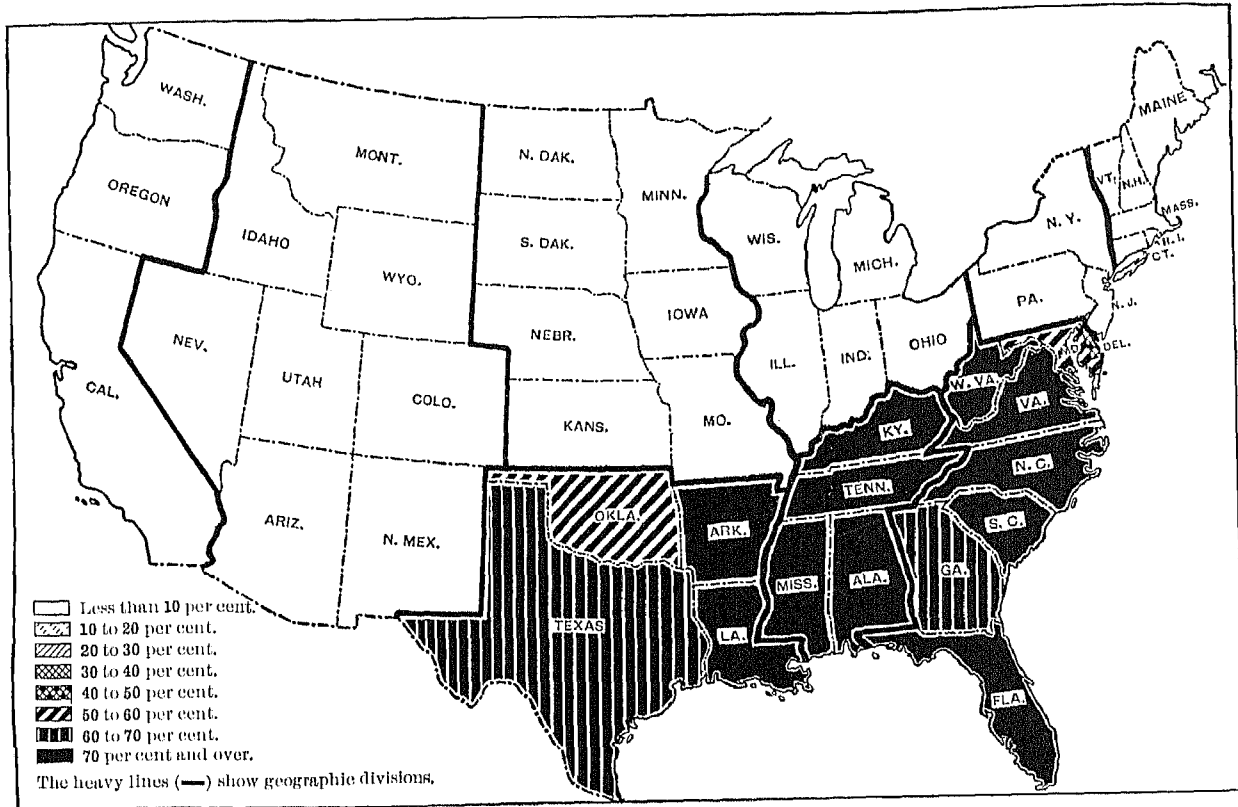 WASH.
MONT.
N. DAK.
MINN.
MAINE
OREGON
IDAHO
S. DAK.
WIS.
MICH.
N. Y.
VT.
N.H.
MASS.
R. I.
CT.
WYO.
NEBR.
IOWA
PA.
N. J.
NEV.
UTAH
COLO.
KANS.
MO.
ILL.
IND.
OHIO
MD.
DEL.
CAL.
W. VA.
VA.
KY.
N. C.
TENN.
ARIZ.
N. MEX.
OKLA.
ARK.
S. C.
MISS.
ALA.
GA.
TEXAS
LA.
FLA.
Less than 10 per cent.
10 to 20 per cent.
20 to 30 per cent.
30 to 40 per cent.
40 to 50 per cent.
50 to 60 per cent.
60 to 70 per cent.
70 per cent and over.
The heavy lines (—) show geographic divisions.